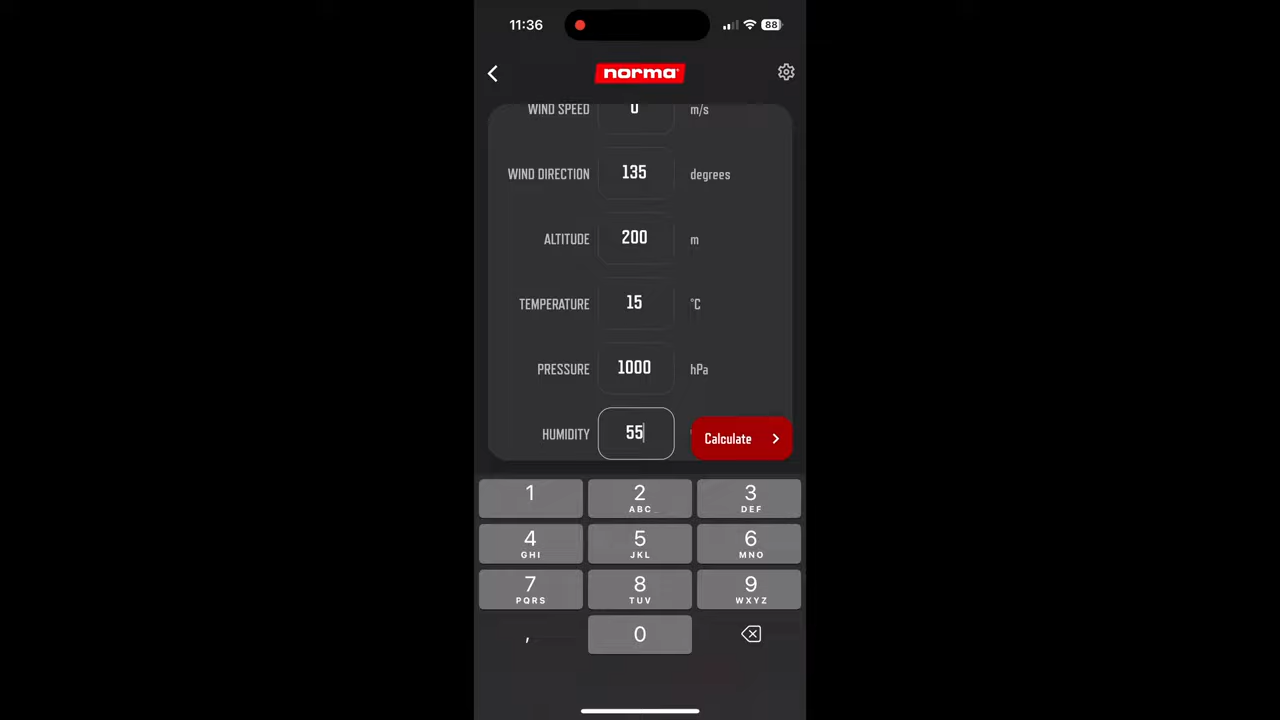 11:36
88
norma
WIND SPEED 0 m/s
WIND DIRECTION 135 degrees
ALTITUDE 200 m
TEMPERATURE 15 °C
PRESSURE 1000 hPa
HUMIDITY 55
Calculate
1 2 3
ABC DEF
4 5 6
GHI JKL MNO
7 8 9
PQRS TUV WXYZ
, 0